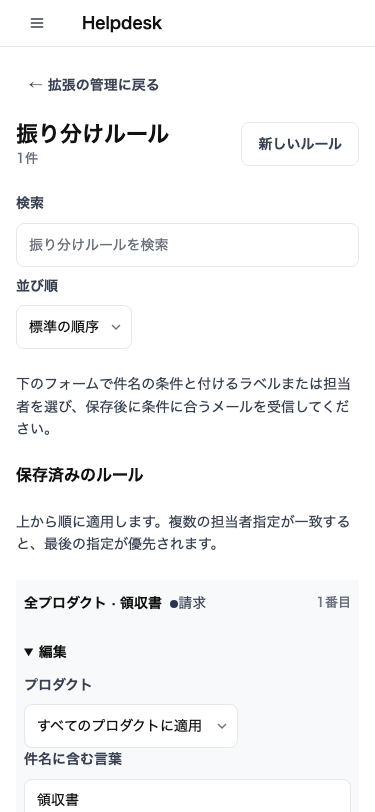 Helpdesk
← 拡張の管理に戻る
振り分けルール
1件
新しいルール
検索
振り分けルールを検索
並び順
標準の順序
下のフォームで件名の条件と付けるラベルまたは担当
者を選び、保存後に条件に合うメールを受信してくだ
さい。
保存済みのルール
上から順に適用します。複数の担当者指定が一致する
と、最後の指定が優先されます。
全プロダクト · 領収書 ●請求 1番目
▼ 編集
プロダクト
すべてのプロダクトに適用
件名に含む言葉
領収書